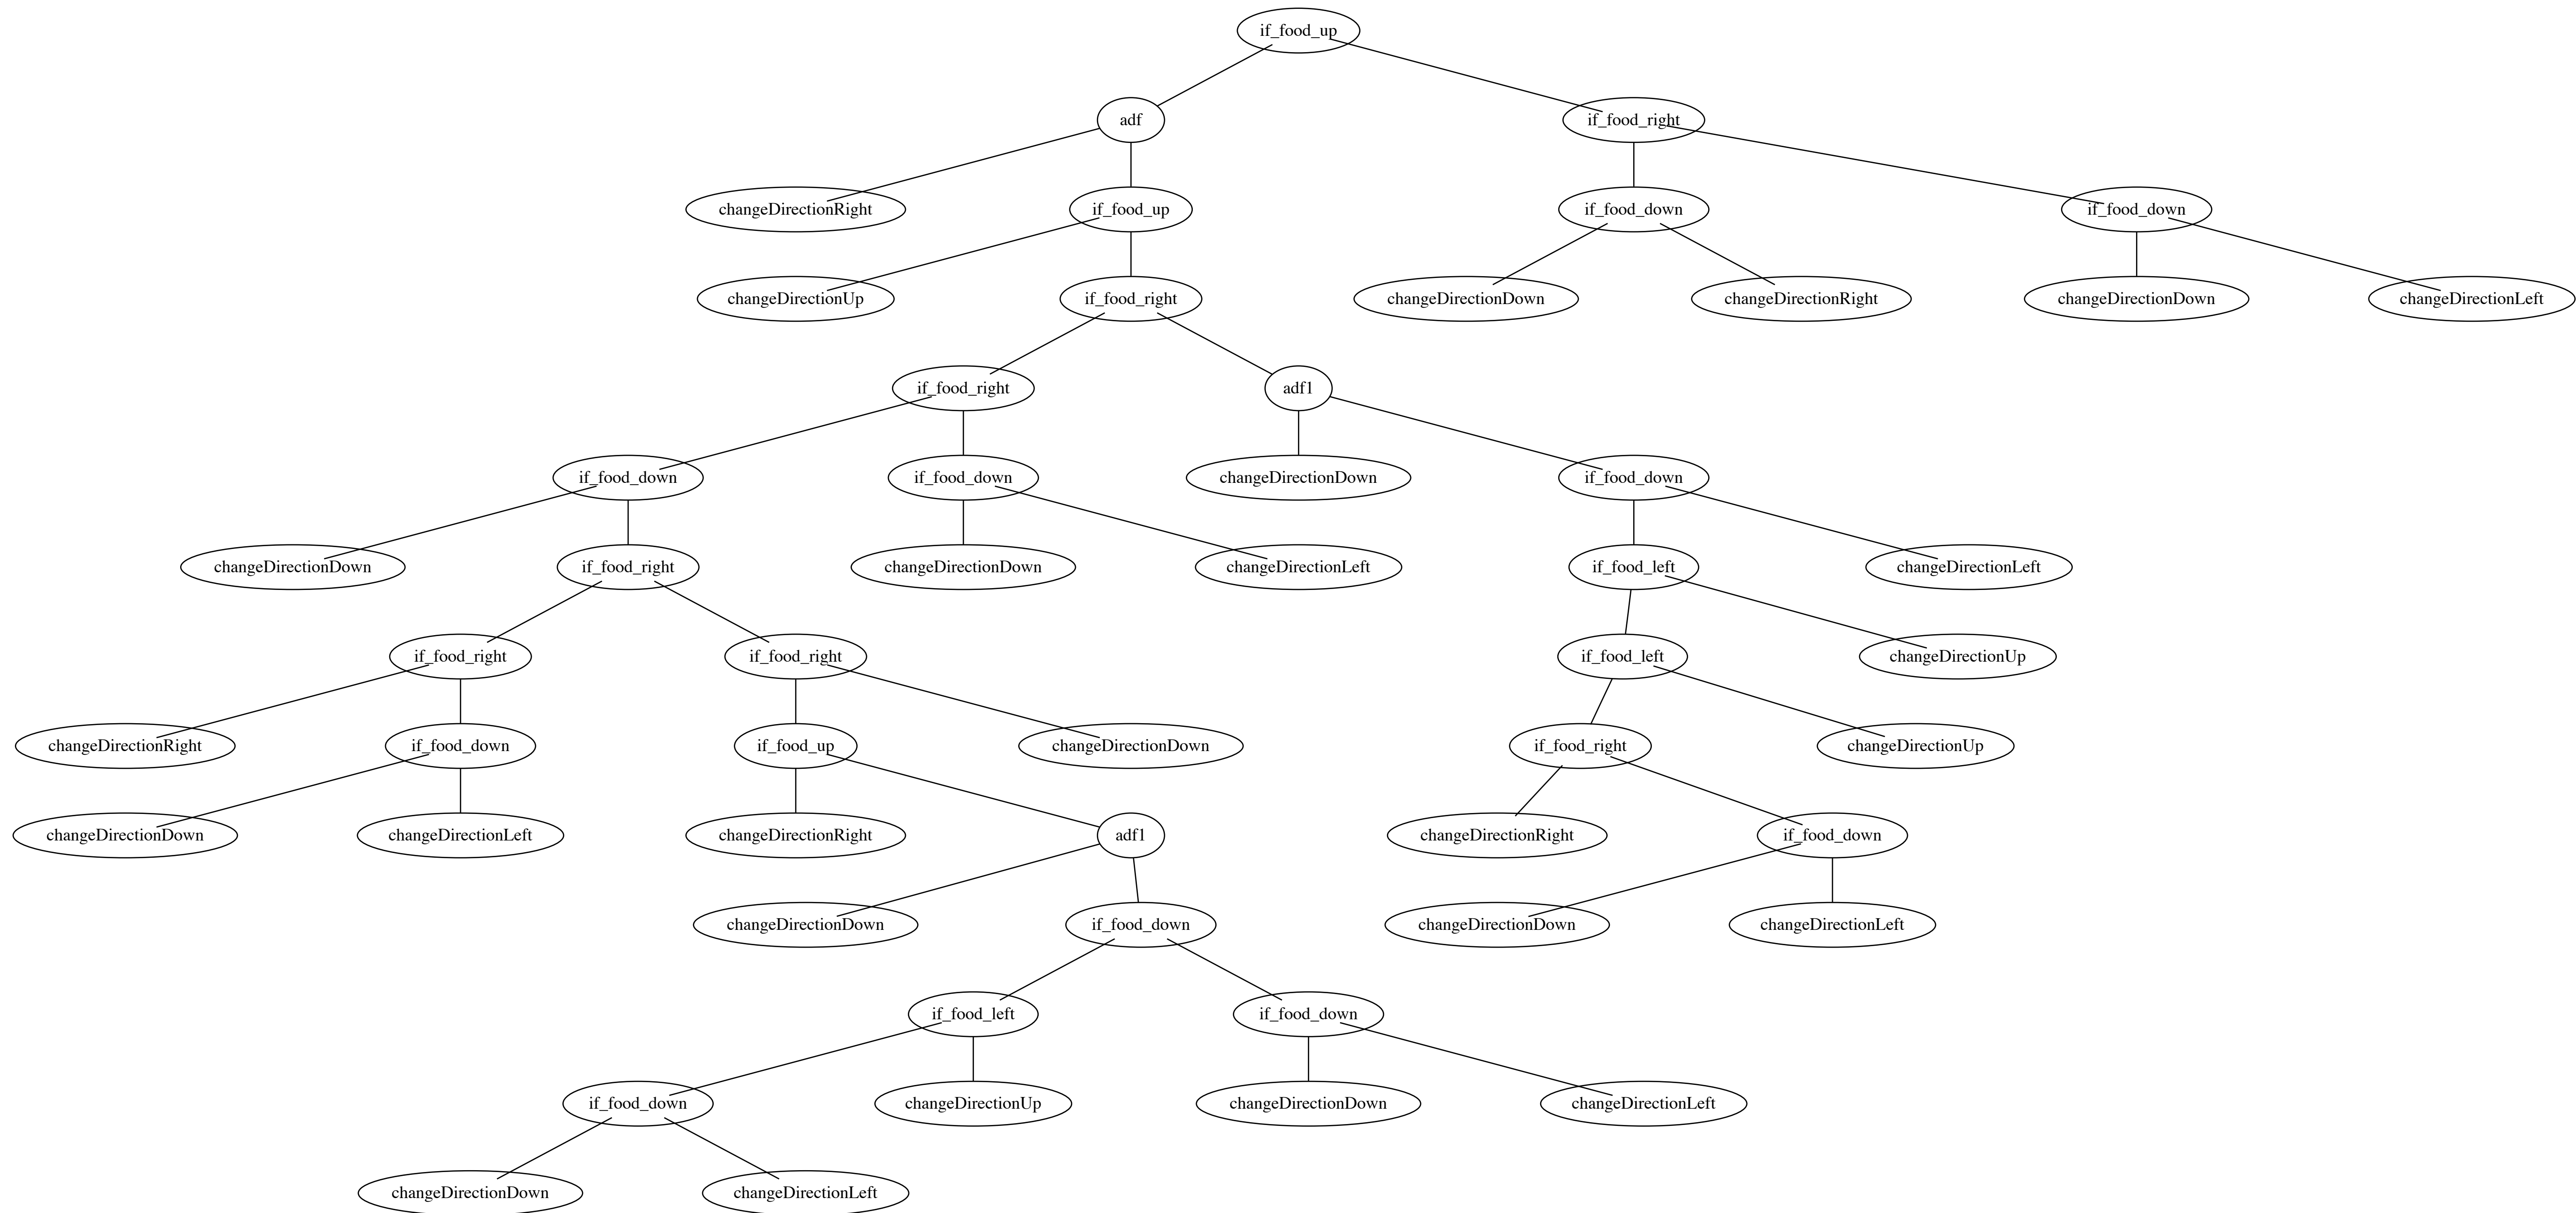 if_food_up
adf
if_food_right
changeDirectionRight
if_food_up
if_food_down
if_food_down
changeDirectionUp
if_food_right
changeDirectionDown
changeDirectionRight
changeDirectionDown
changeDirectionLeft
if_food_right
adf1
if_food_down
if_food_down
changeDirectionDown
if_food_down
changeDirectionDown
if_food_right
changeDirectionDown
changeDirectionLeft
if_food_left
changeDirectionLeft
if_food_right
if_food_right
if_food_left
changeDirectionUp
changeDirectionRight
if_food_down
if_food_up
changeDirectionDown
if_food_right
changeDirectionUp
changeDirectionDown
changeDirectionLeft
changeDirectionRight
adf1
changeDirectionRight
if_food_down
changeDirectionDown
if_food_down
changeDirectionDown
changeDirectionLeft
if_food_left
if_food_down
if_food_down
changeDirectionUp
changeDirectionDown
changeDirectionLeft
changeDirectionDown
changeDirectionLeft